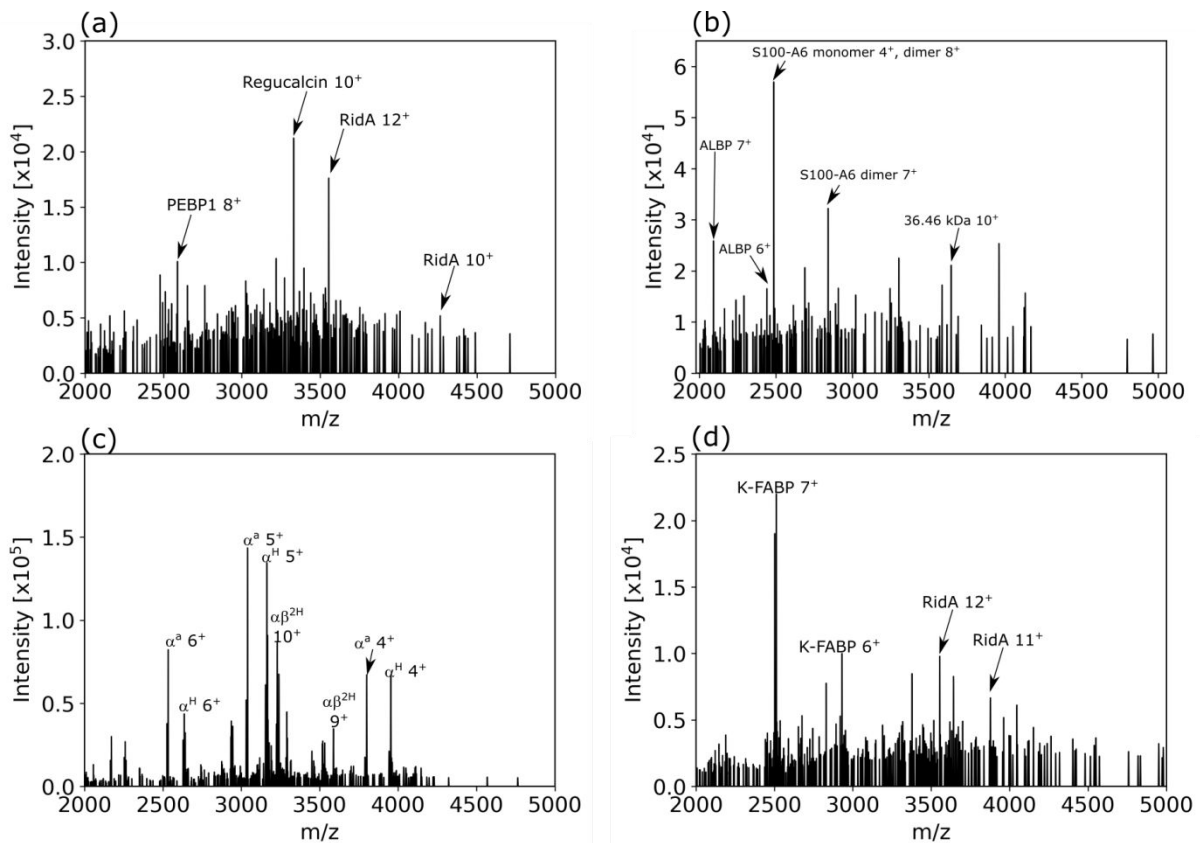 (a)
3.0
2.5
2.0
1.5
1.0
0.5
0.0
Intensity [x10⁴]
Regucalcin 10⁺
RidA 12⁺
PEBP1 8⁺
RidA 10⁺
2000 2500 3000 3500 4000 4500 5000
m/z
(b)
6
5
4
3
2
1
0
Intensity [x10⁴]
S100-A6 monomer 4⁺, dimer 8⁺
ALBP 7⁺
S100-A6 dimer 7⁺
36.46 kDa 10⁺
ALBP 6⁺
2000 2500 3000 3500 4000 4500 5000
m/z
(c)
2.0
1.5
1.0
0.5
0.0
Intensity [x10⁵]
αᵃ 5⁺
αᴴ 5⁺
αβ²ᴴ
10⁺
αᵃ 6⁺
αᵃ 4⁺
αᴴ 4⁺
αᴴ 6⁺
αβ²ᴴ
9⁺
2000 2500 3000 3500 4000 4500 5000
m/z
(d)
2.5
2.0
1.5
1.0
0.5
0.0
Intensity [x10⁴]
K-FABP 7⁺
RidA 12⁺
K-FABP 6⁺
RidA 11⁺
2000 2500 3000 3500 4000 4500 5000
m/z